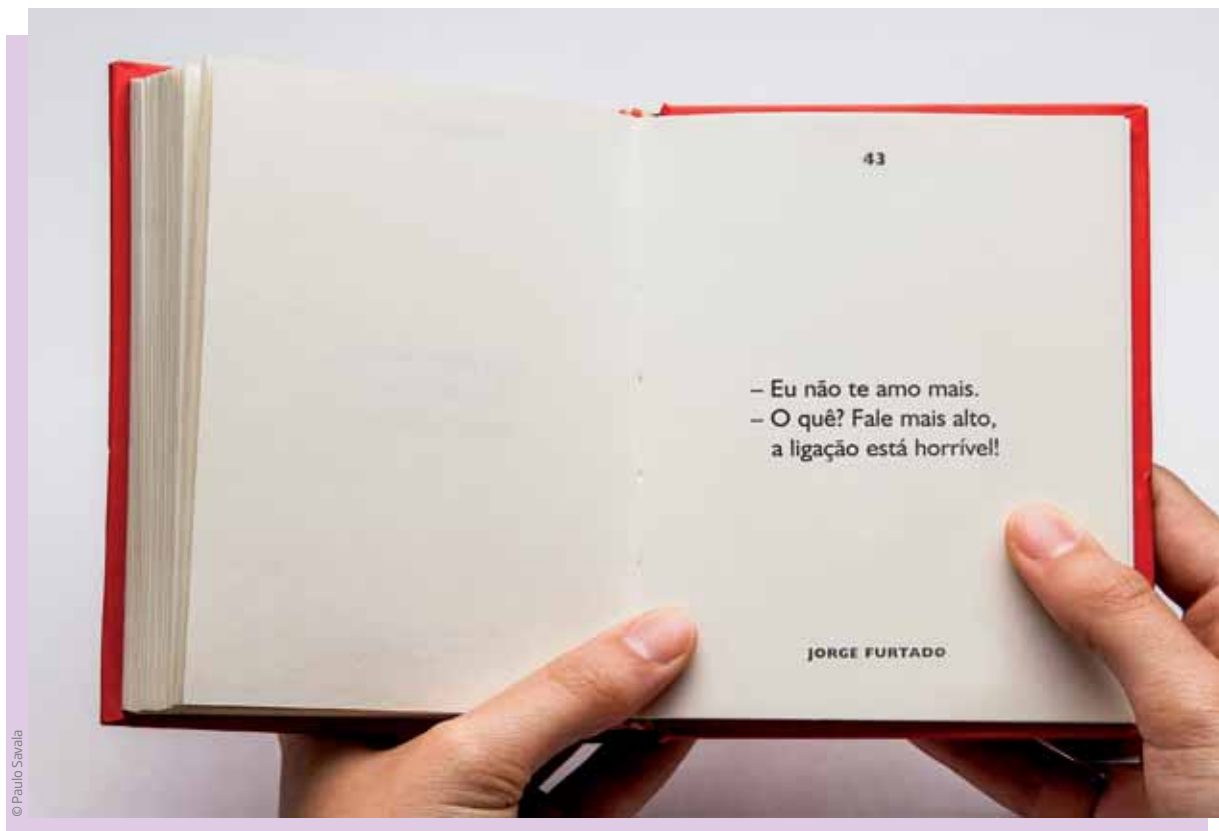 43
– Eu não te amo mais.
– O quê? Fale mais alto,
a ligação está horrível!
JORGE FURTADO
© Paulo Savala